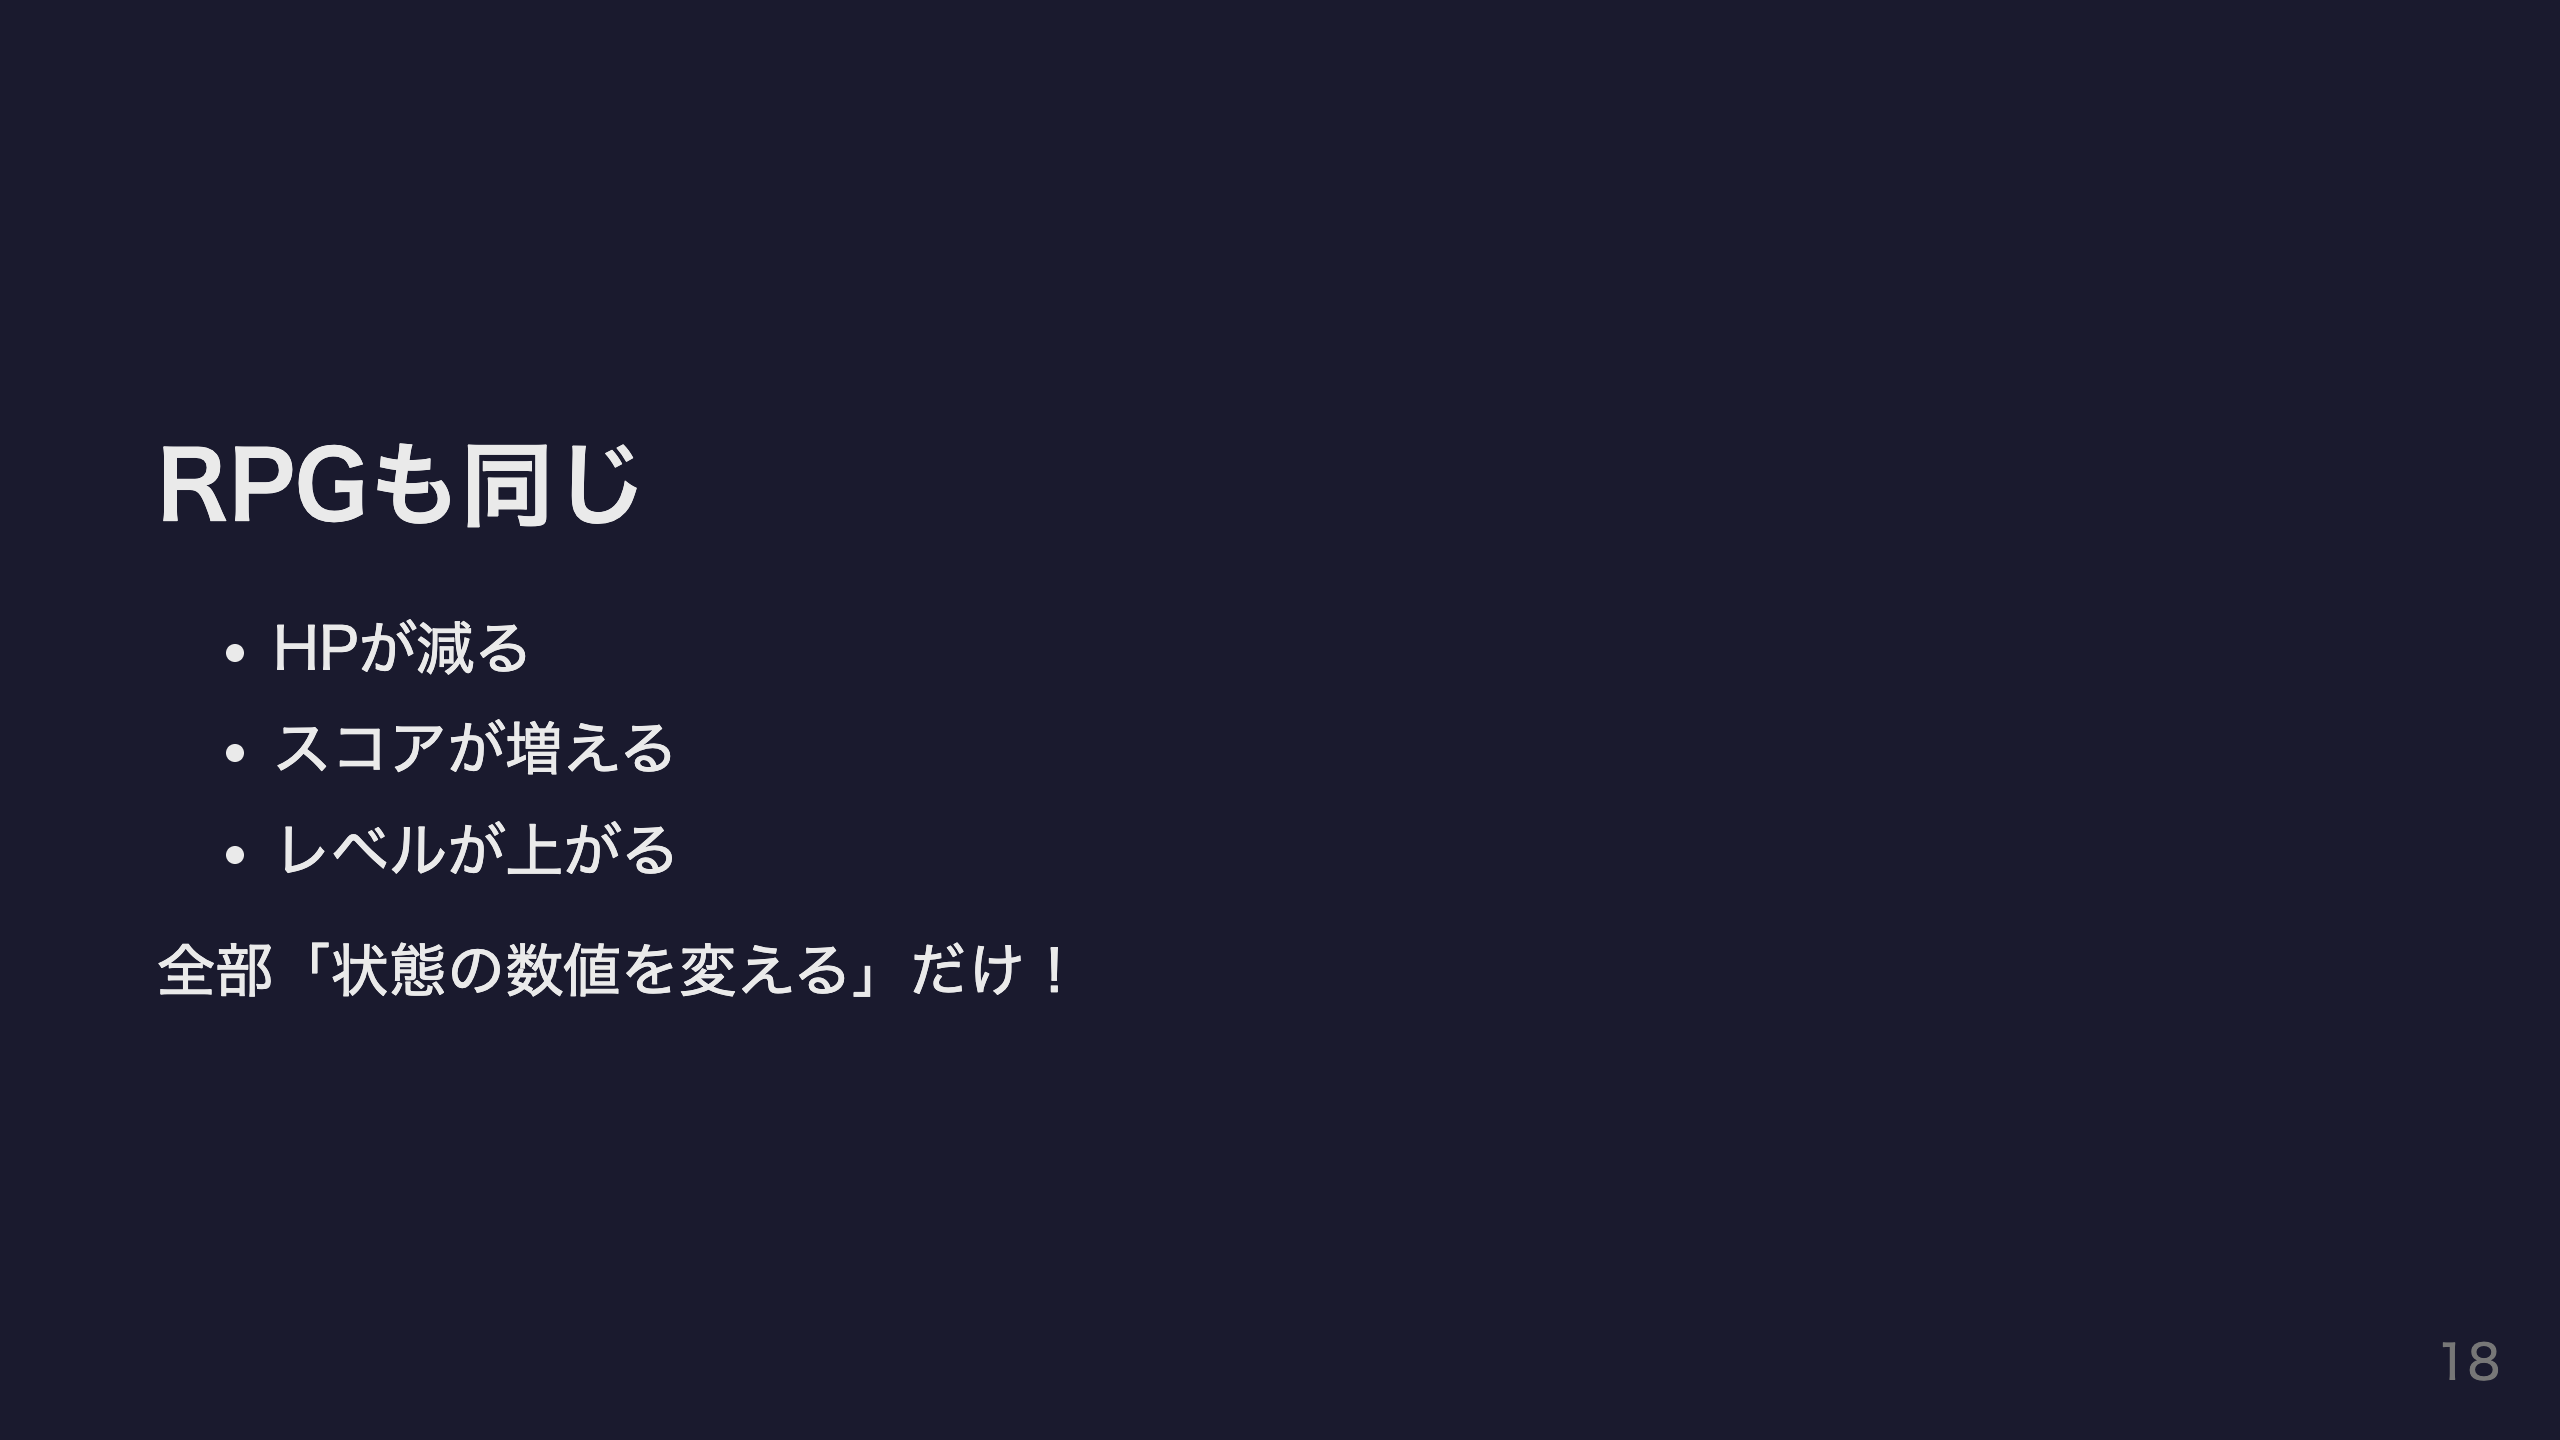 RPGも同じ
• HPが減る
• スコアが増える
• レベルが上がる
全部「状態の数値を変える」だけ！
18